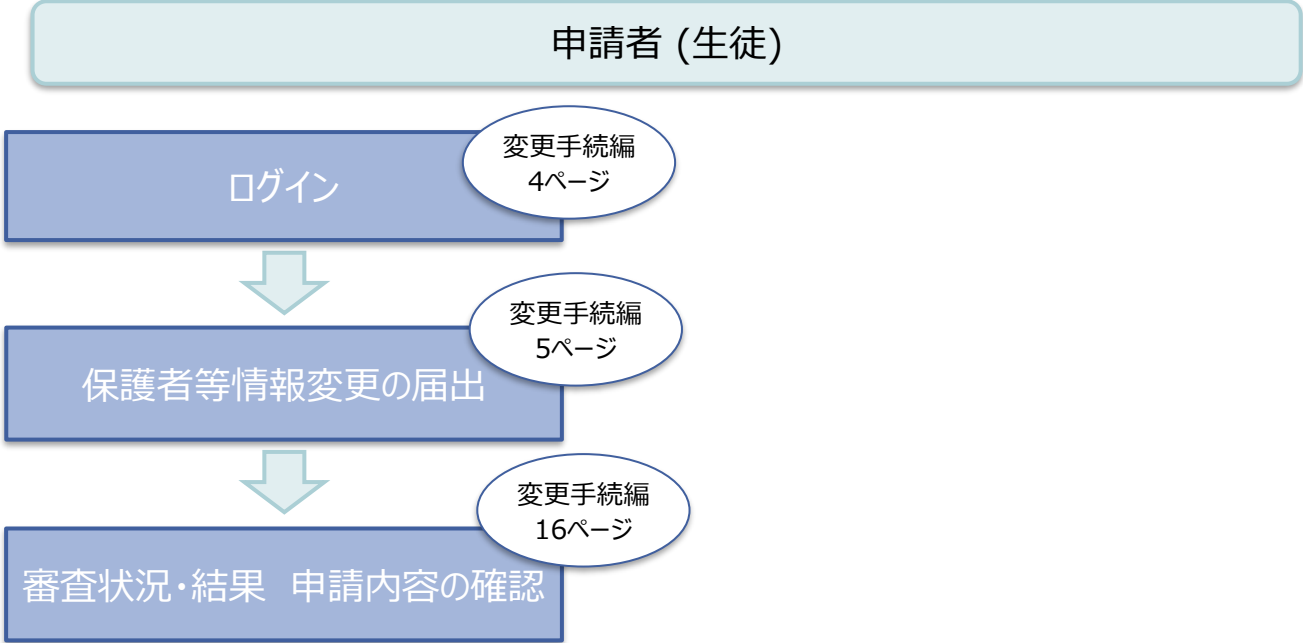 申請者 (生徒)
変更手続編
4ページ
ログイン
変更手続編
5ページ
保護者等情報変更の届出
変更手続編
16ページ
審査状況・結果　申請内容の確認